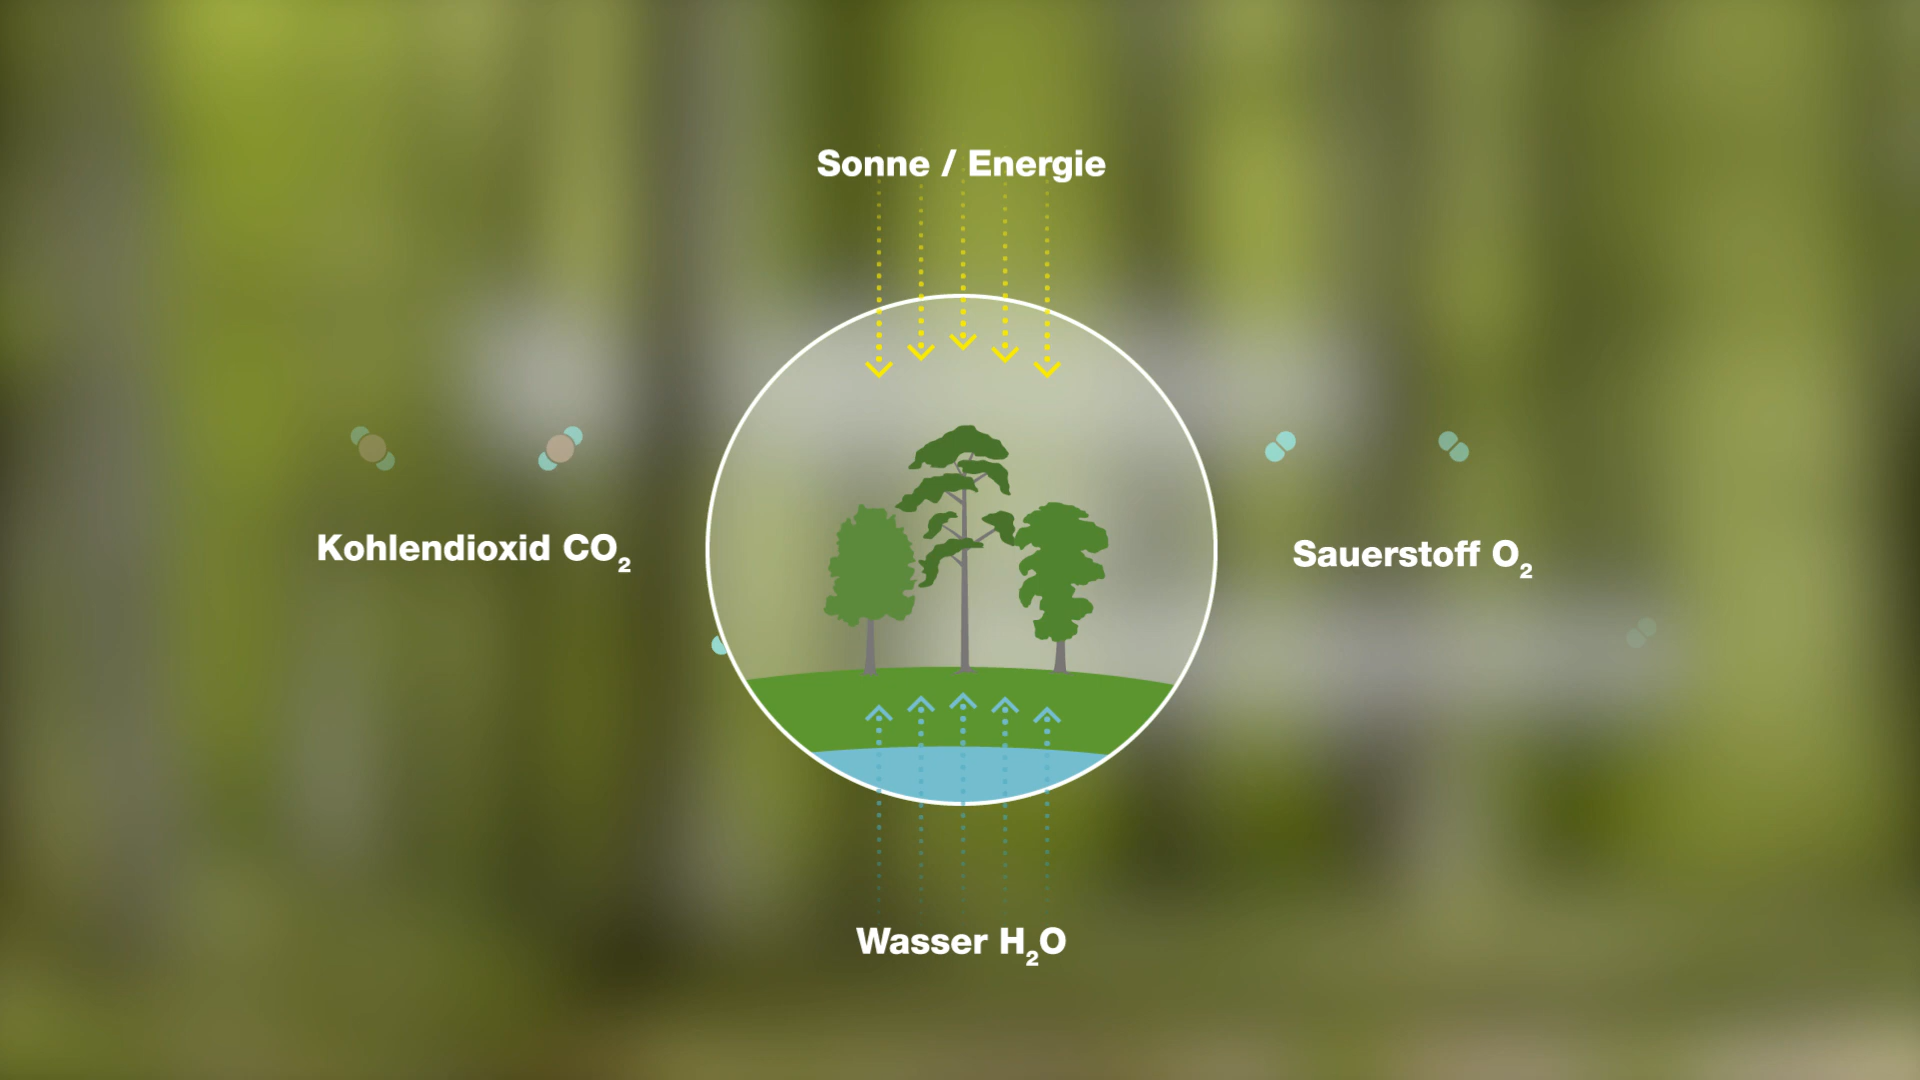 Sonne / Energie
Kohlendioxid CO₂
Sauerstoff O₂
Wasser H₂O